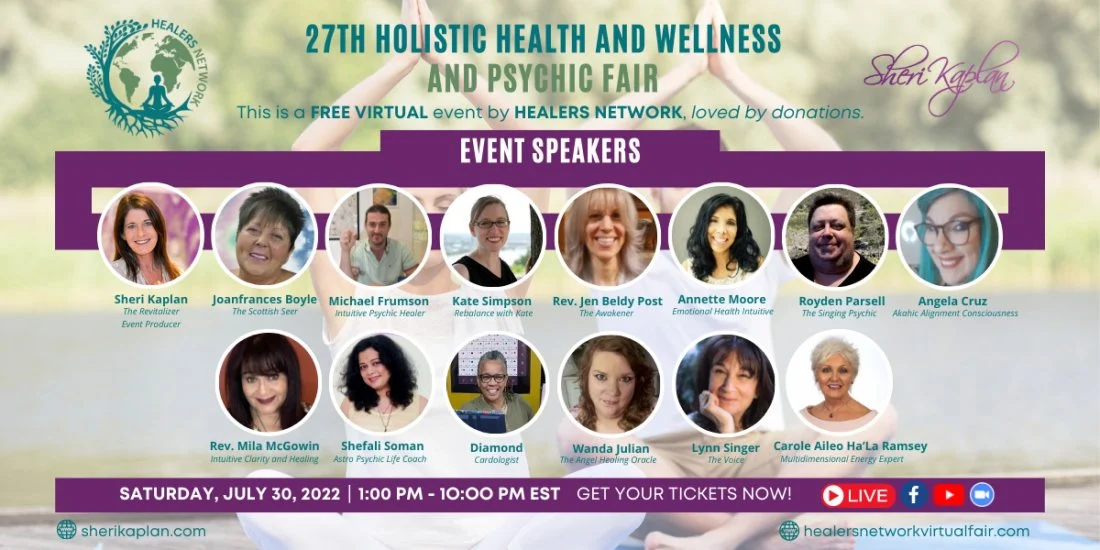 HEALERS NETWORK
27TH HOLISTIC HEALTH AND WELLNESS
AND PSYCHIC FAIR
Sheri Kaplan
This is a FREE VIRTUAL event by HEALERS NETWORK, loved by donations.
EVENT SPEAKERS
Sheri Kaplan
The Revitalizer
Event Producer
Joanfrances Boyle
The Scottish Seer
Michael Frumson
Intuitive Psychic Healer
Kate Simpson
Rebalance with Kate
Rev. Jen Beldy Post
The Awakener
Annette Moore
Emotional Health Intuitive
Royden Parsell
The Singing Psychic
Angela Cruz
Akahic Alignment Consciousness
Rev. Mila McGowin
Intuitive Clarity and Healing
Shefali Soman
Astro Psychic Life Coach
Diamond
Cardologist
Wanda Julian
The Angel Healing Oracle
Lynn Singer
The Voice
Carole Aileo Ha'La Ramsey
Multidimensional Energy Expert
SATURDAY, JULY 30, 2022 | 1:00 PM - 10:00 PM EST GET YOUR TICKETS NOW! LIVE
sherikaplan.com
healersnetworkvirtualfair.com